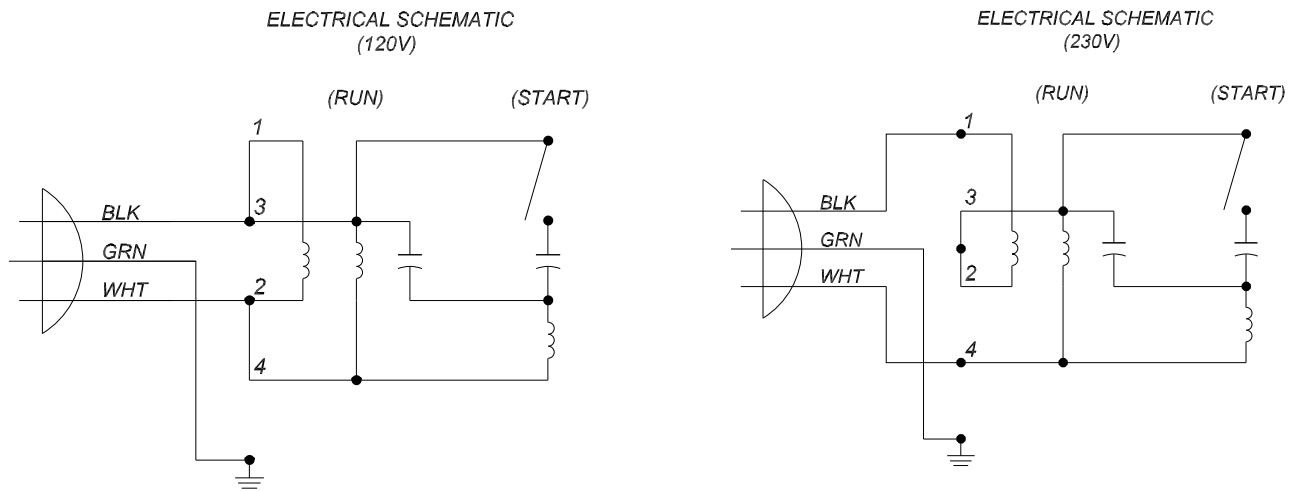 ELECTRICAL SCHEMATIC
(120V)
(RUN)
(START)
1
BLK
3
GRN
WHT
2
4
ELECTRICAL SCHEMATIC
(230V)
(RUN)
(START)
1
BLK
3
GRN
WHT
2
4